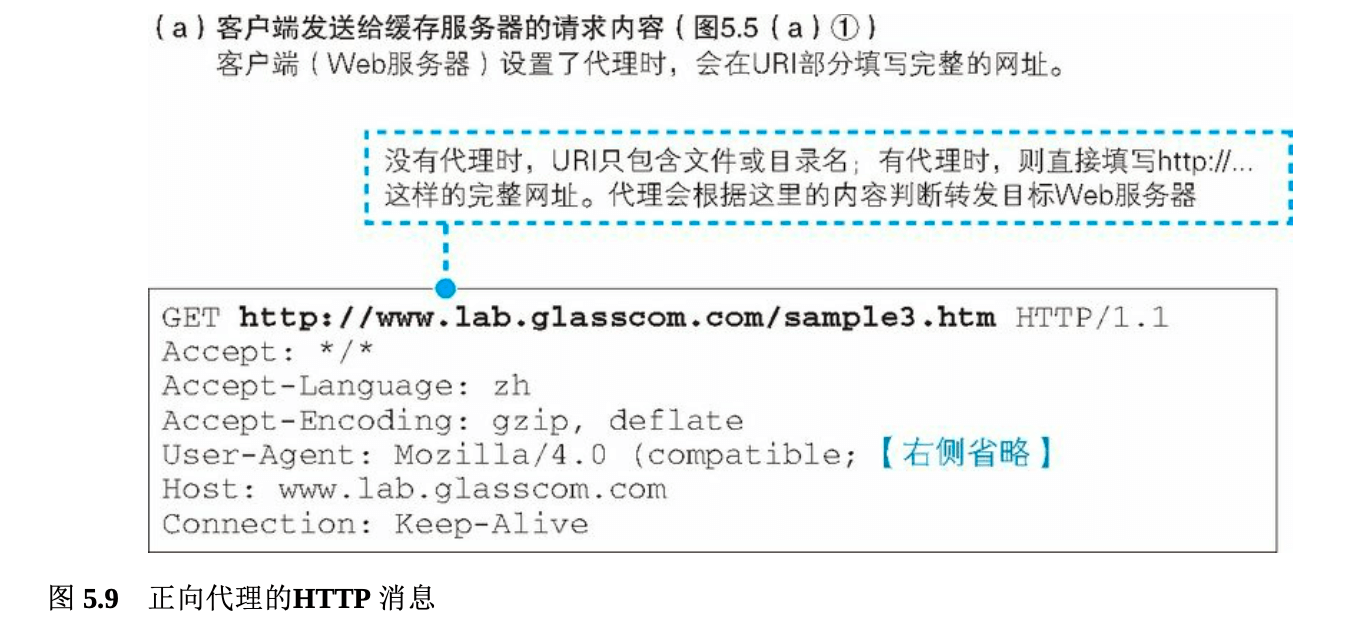 （a）客户端发送给缓存服务器的请求内容（图5.5（a）①）
客户端（Web服务器）设置了代理时，会在URI部分填写完整的网址。
没有代理时，URI只包含文件或目录名；有代理时，则直接填写http://...
这样的完整网址。代理会根据这里的内容判断转发目标Web服务器
GET http://www.lab.glasscom.com/sample3.htm HTTP/1.1
Accept: */*
Accept-Language: zh
Accept-Encoding: gzip, deflate
User-Agent: Mozilla/4.0 (compatible;【右侧省略】
Host: www.lab.glasscom.com
Connection: Keep-Alive
图 5.9 正向代理的HTTP 消息